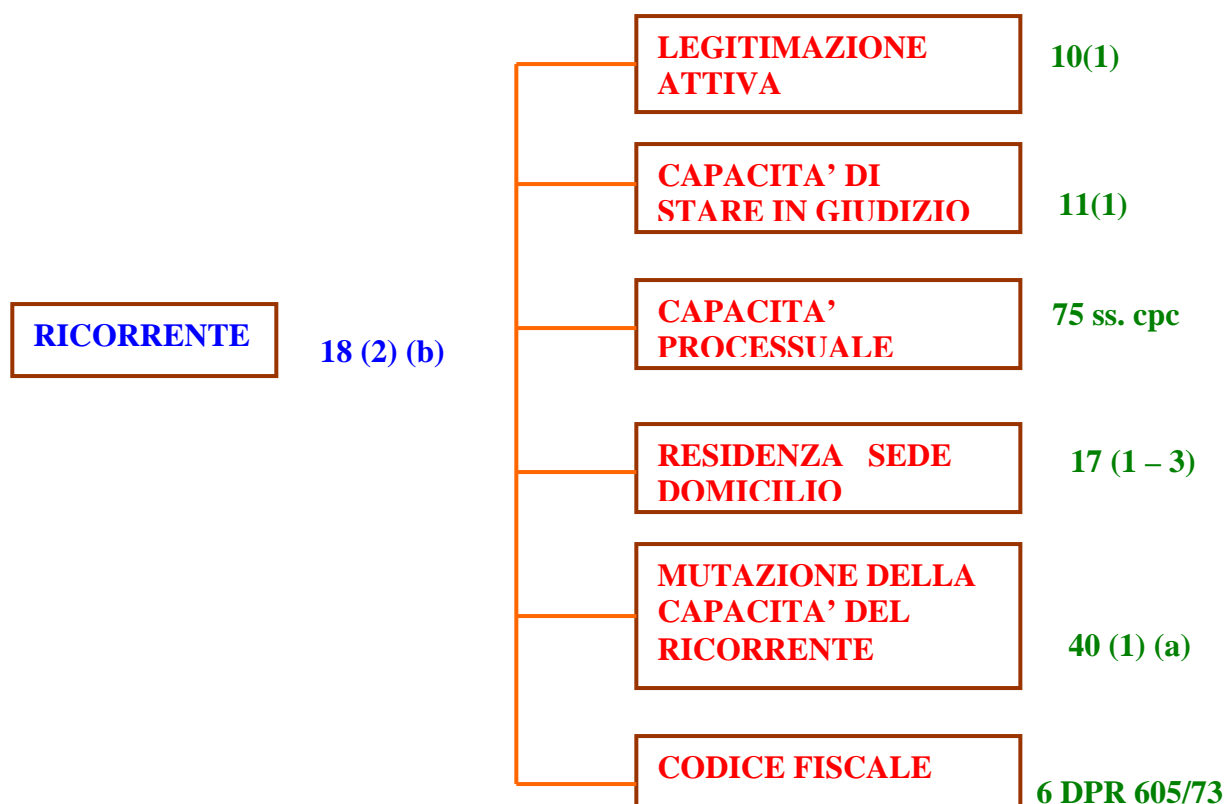 LEGITIMAZIONE
ATTIVA
10(1)
CAPACITA’ DI
STARE IN GIUDIZIO
11(1)
RICORRENTE
18 (2) (b)
CAPACITA’
PROCESSUALE
75 ss. cpc
RESIDENZA SEDE
DOMICILIO
17 (1 – 3)
MUTAZIONE DELLA
CAPACITA’ DEL
RICORRENTE
40 (1) (a)
CODICE FISCALE
6 DPR 605/73